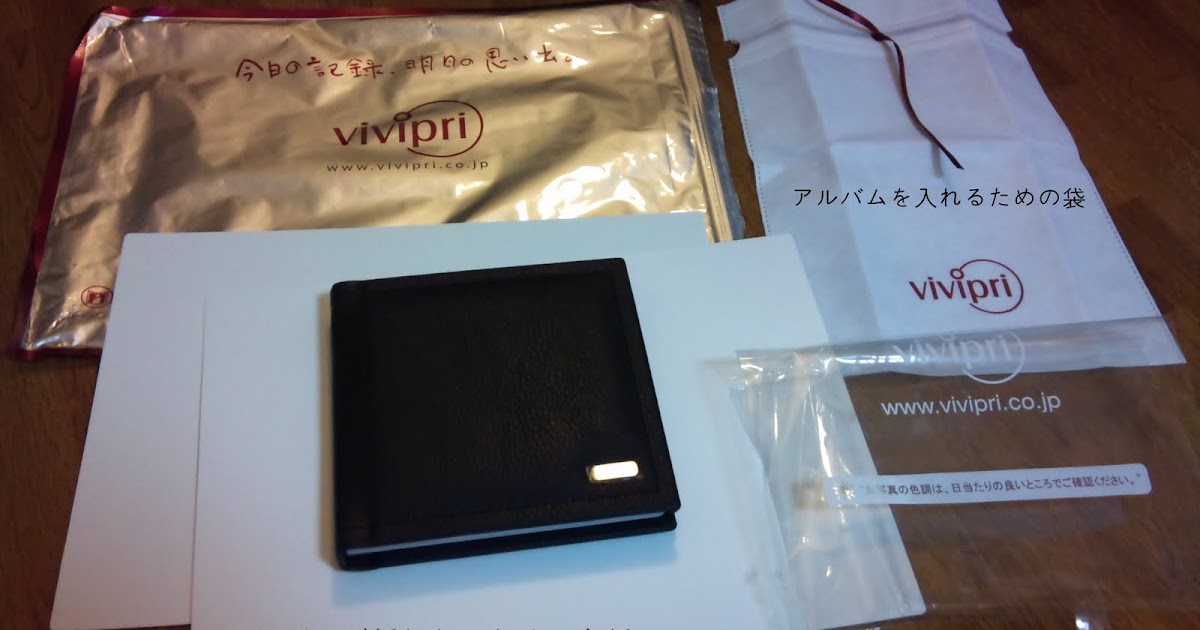 今日の記録、明日の思い出。
vivipri
www.vivipri.co.jp
アルバムを入れるための袋
vivipri
vivipri
www.vivipri.co.jp
写真の色調は、日当たりの良いところでご確認ください。"